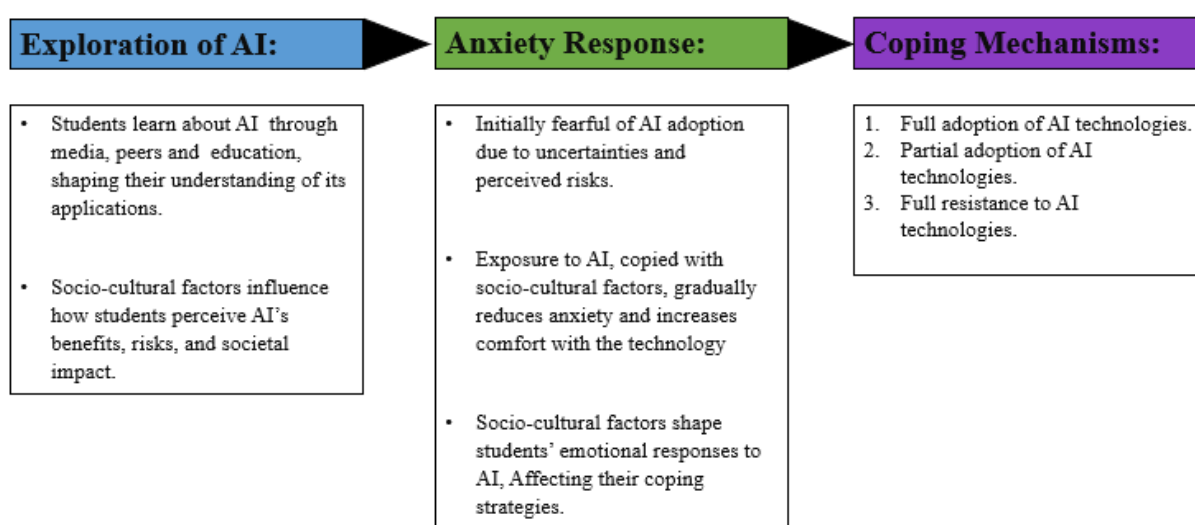 Exploration of AI:
• Students learn about AI through
media, peers and education,
shaping their understanding of its
applications.
• Socio-cultural factors influence
how students perceive AI’s
benefits, risks, and societal
impact.
Anxiety Response:
• Initially fearful of AI adoption
due to uncertainties and
perceived risks.
• Exposure to AI, copied with
socio-cultural factors, gradually
reduces anxiety and increases
comfort with the technology
• Socio-cultural factors shape
students’ emotional responses to
AI, Affecting their coping
strategies.
Coping Mechanisms:
1. Full adoption of AI technologies.
2. Partial adoption of AI
technologies.
3. Full resistance to AI
technologies.